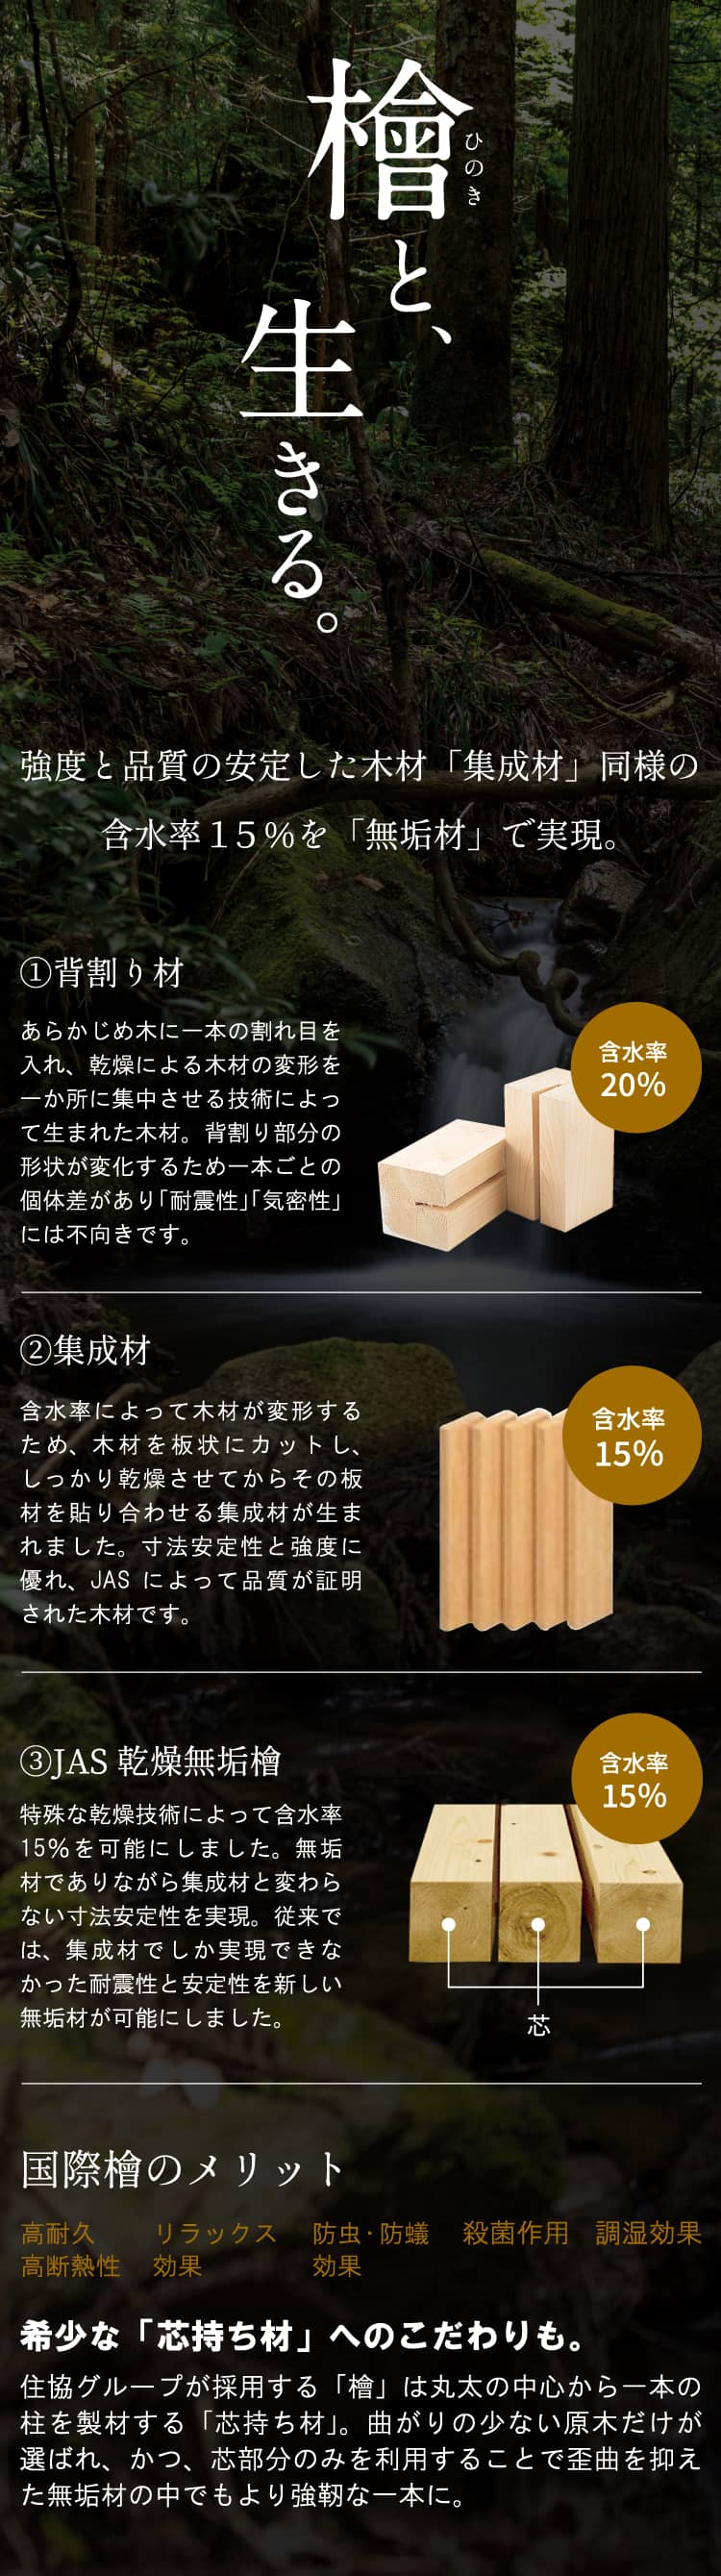 檜と、
ひのき
生きる。
強度と品質の安定した木材「集成材」同様の
含水率15%を「無垢材」で実現。
①背割り材
あらかじめ木に一本の割れ目を
入れ、乾燥による木材の変形を
一か所に集中させる技術によっ
て生まれた木材。背割り部分の
形状が変化するため一本ごとの
個体差があり「耐震性」「気密性」
には不向きです。
含水率
20%
②集成材
含水率によって木材が変形する
ため、木材を板状にカットし、
しっかり乾燥させてからその板
材を貼り合わせる集成材が生ま
れました。寸法安定性と強度に
優れ、JAS によって品質が証明
された木材です。
含水率
15%
③JAS 乾燥無垢檜
特殊な乾燥技術によって含水率
15%を可能にしました。無垢
材でありながら集成材と変わら
ない寸法安定性を実現。従来で
は、集成材でしか実現できな
かった耐震性と安定性を新しい
無垢材が可能にしました。
含水率
15%
芯
国際檜のメリット
高耐久
高断熱性
リラックス
効果
防虫・防蟻
効果
殺菌作用
調湿効果
希少な「芯持ち材」へのこだわりも。
住協グループが採用する「檜」は丸太の中心から一本の
柱を製材する「芯持ち材」。曲がりの少ない原木だけが
選ばれ、かつ、芯部分のみを利用することで歪曲を抑え
た無垢材の中でもより強靭な一本に。